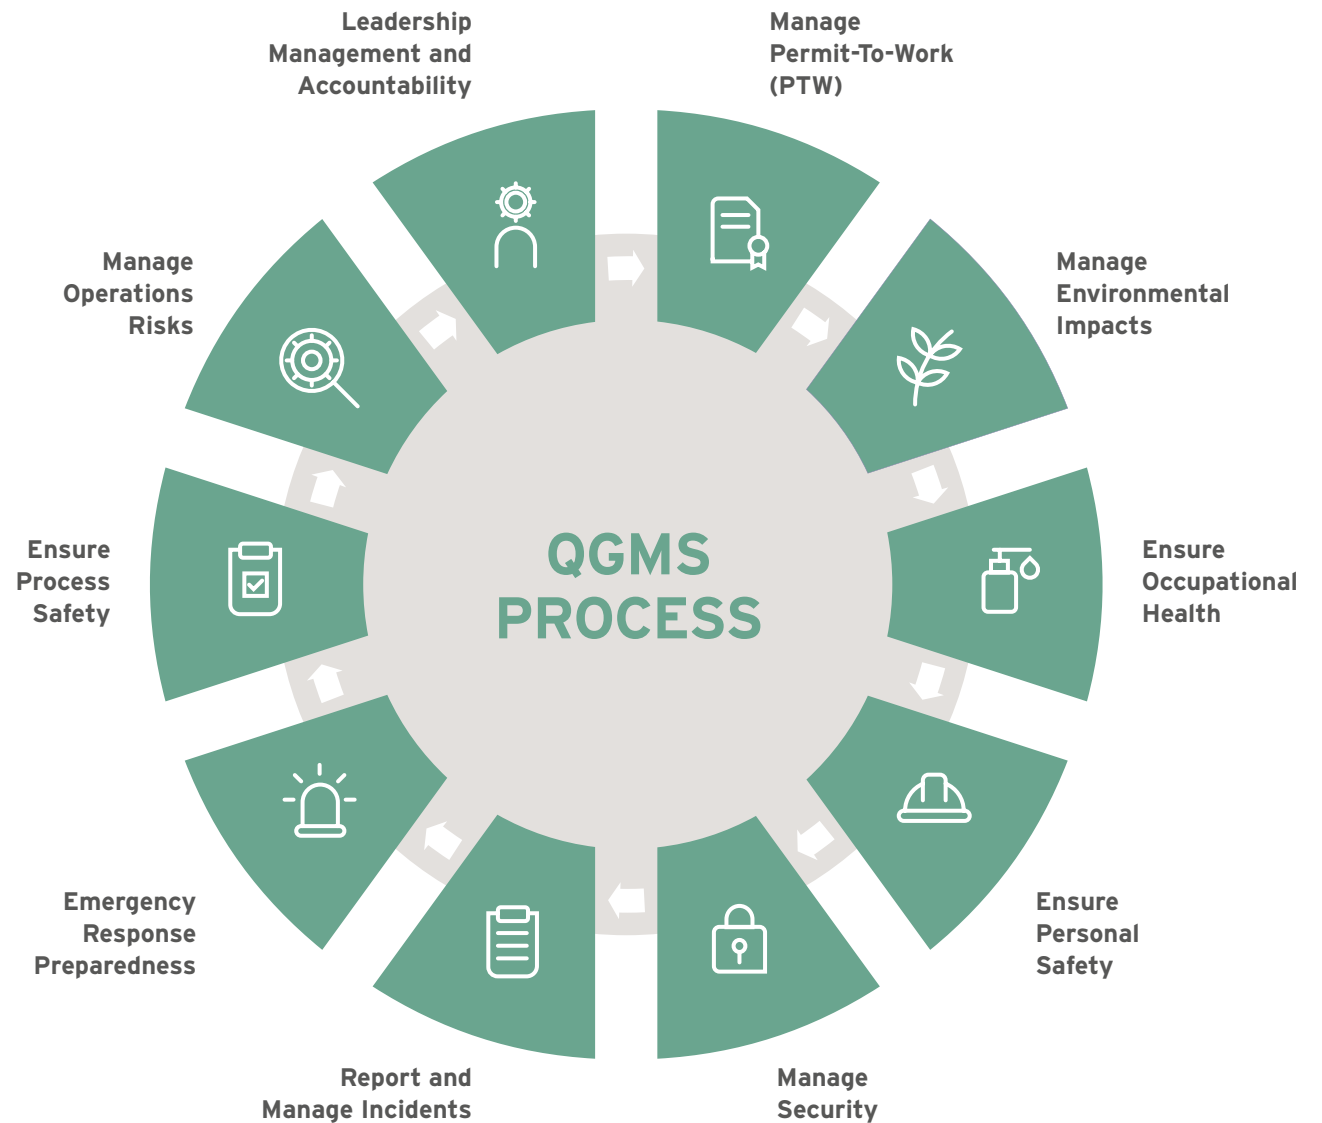 Leadership
Management and
Accountability
Manage
Permit-To-Work
(PTW)
Manage
Environmental
Impacts
Ensure
Occupational
Health
Ensure
Personal
Safety
Manage
Security
Report and
Manage Incidents
Emergency
Response
Preparedness
Ensure
Process
Safety
Manage
Operations
Risks
QGMS
PROCESS